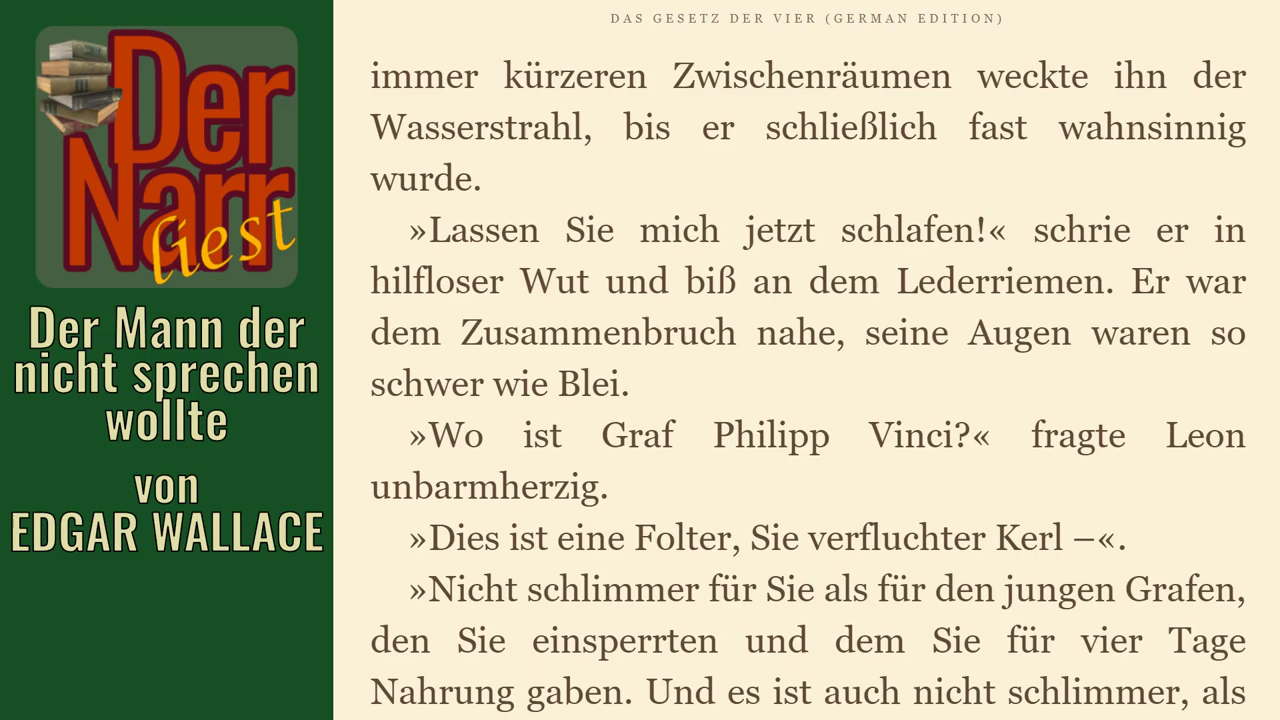 Der
Narr
liest
Der Mann der
nicht sprechen
wollte
von
EDGAR WALLACE
DAS GESETZ DER VIER (GERMAN EDITION)
immer kürzeren Zwischenräumen weckte ihn der
Wasserstrahl, bis er schließlich fast wahnsinnig
wurde.
»Lassen Sie mich jetzt schlafen!« schrie er in
hilfloser Wut und biß an dem Lederriemen. Er war
dem Zusammenbruch nahe, seine Augen waren so
schwer wie Blei.
»Wo ist Graf Philipp Vinci?« fragte Leon
unbarmherzig.
»Dies ist eine Folter, Sie verfluchter Kerl –«.
»Nicht schlimmer für Sie als für den jungen Grafen,
den Sie einsperrten und dem Sie für vier Tage
Nahrung gaben. Und es ist auch nicht schlimmer, als